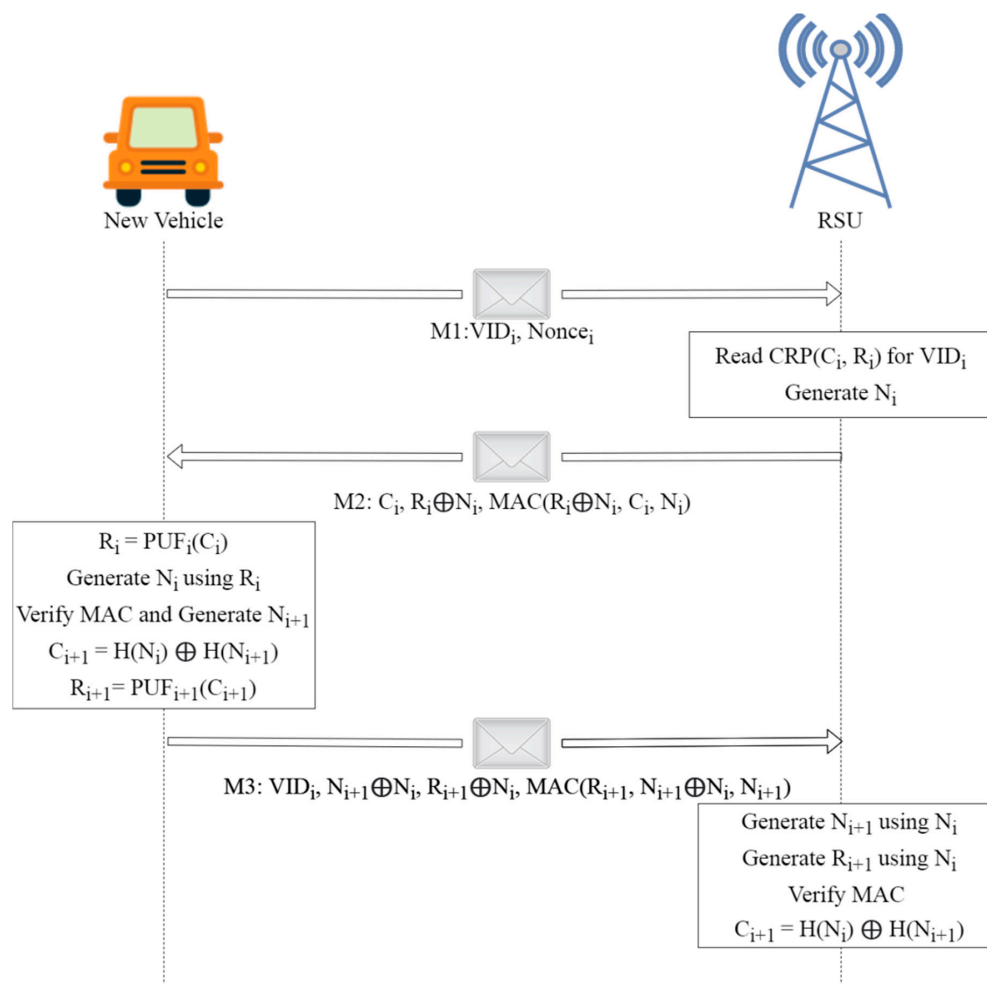 New Vehicle
RSU
M1:VIDᵢ, Nonceᵢ
Read CRP(Cᵢ, Rᵢ) for VIDᵢ
Generate Nᵢ
M2: Cᵢ, Rᵢ⊕Nᵢ, MAC(Rᵢ⊕Nᵢ, Cᵢ, Nᵢ)
Rᵢ = PUFᵢ(Cᵢ)
Generate Nᵢ using Rᵢ
Verify MAC and Generate Nᵢ₊₁
Cᵢ₊₁ = H(Nᵢ) ⊕ H(Nᵢ₊₁)
Rᵢ₊₁= PUFᵢ₊₁(Cᵢ₊₁)
M3: VIDᵢ, Nᵢ₊₁⊕Nᵢ, Rᵢ₊₁⊕Nᵢ, MAC(Rᵢ₊₁, Nᵢ₊₁⊕Nᵢ, Nᵢ₊₁)
Generate Nᵢ₊₁ using Nᵢ
Generate Rᵢ₊₁ using Nᵢ
Verify MAC
Cᵢ₊₁ = H(Nᵢ) ⊕ H(Nᵢ₊₁)